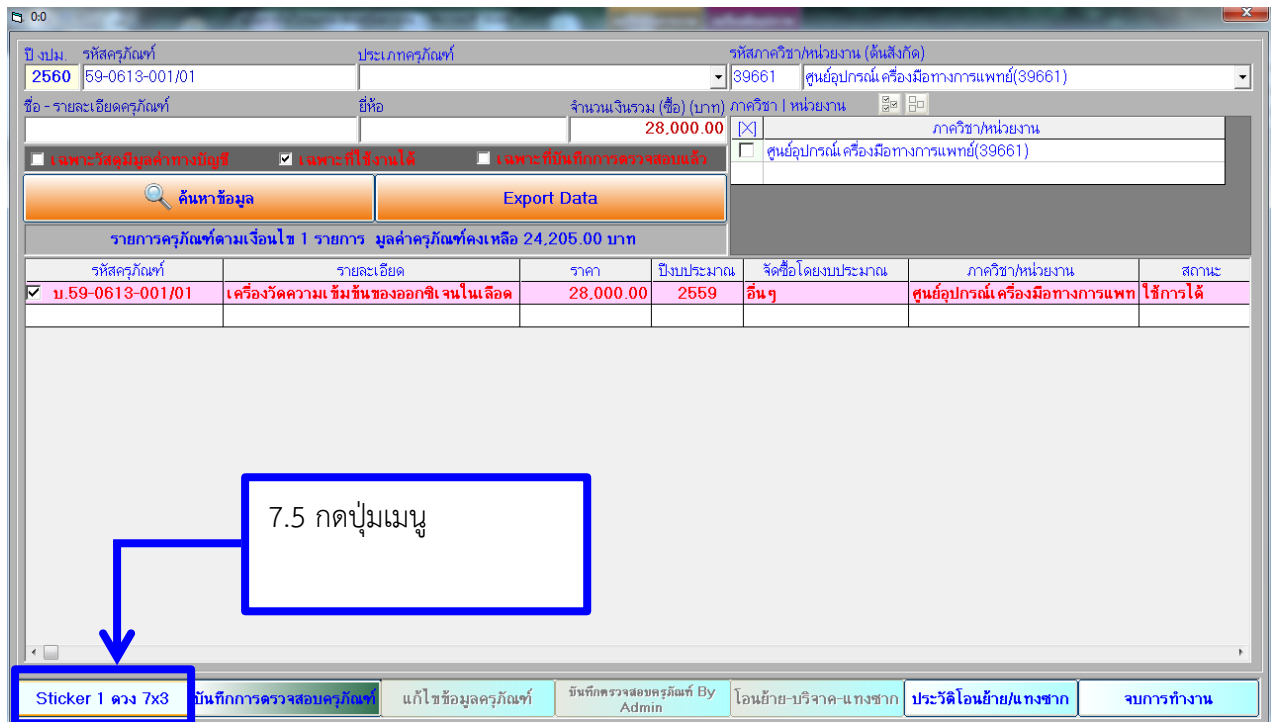 0:0
ปี งปม. รหัสครุภัณฑ์ ประเภทครุภัณฑ์ รหัสภาควิชา/หน่วยงาน (ต้นสังกัด)
2560 59-0613-001/01 39661 ศูนย์อุปกรณ์เครื่องมือทางการแพทย์(39661)
ชื่อ - รายละเอียดครุภัณฑ์ ยี่ห้อ จำนวนเงินรวม (ซื้อ) (บาท) ภาควิชา | หน่วยงาน
28,000.00 [X] ภาควิชา/หน่วยงาน
เฉพาะวัสดุมีมูลค่าทางบัญชี เฉพาะที่ใช้งานได้ เฉพาะที่บันทึกการตรวจสอบแล้ว ศูนย์อุปกรณ์เครื่องมือทางการแพทย์(39661)
ค้นหาข้อมูล Export Data
รายการครุภัณฑ์ตามเงื่อนไข 1 รายการ มูลค่าครุภัณฑ์คงเหลือ 24,205.00 บาท
รหัสครุภัณฑ์ รายละเอียด ราคา ปีงบประมาณ จัดซื้อโดยงบประมาณ ภาควิชา/หน่วยงาน สถานะ
บ.59-0613-001/01 เครื่องวัดความเข้มข้นของออกซิเจนในเลือด 28,000.00 2559 อื่นๆ ศูนย์อุปกรณ์เครื่องมือทางการแพท ใช้การได้
7.5 กดปุ่มเมนู
Sticker 1 ดวง 7x3 บันทึกการตรวจสอบครุภัณฑ์ แก้ไขข้อมูลครุภัณฑ์ บันทึกตรวจสอบครุภัณฑ์ By Admin โอนย้าย-บริจาค-แทงซาก ประวัติโอนย้าย/แทงซาก จบการทำงาน